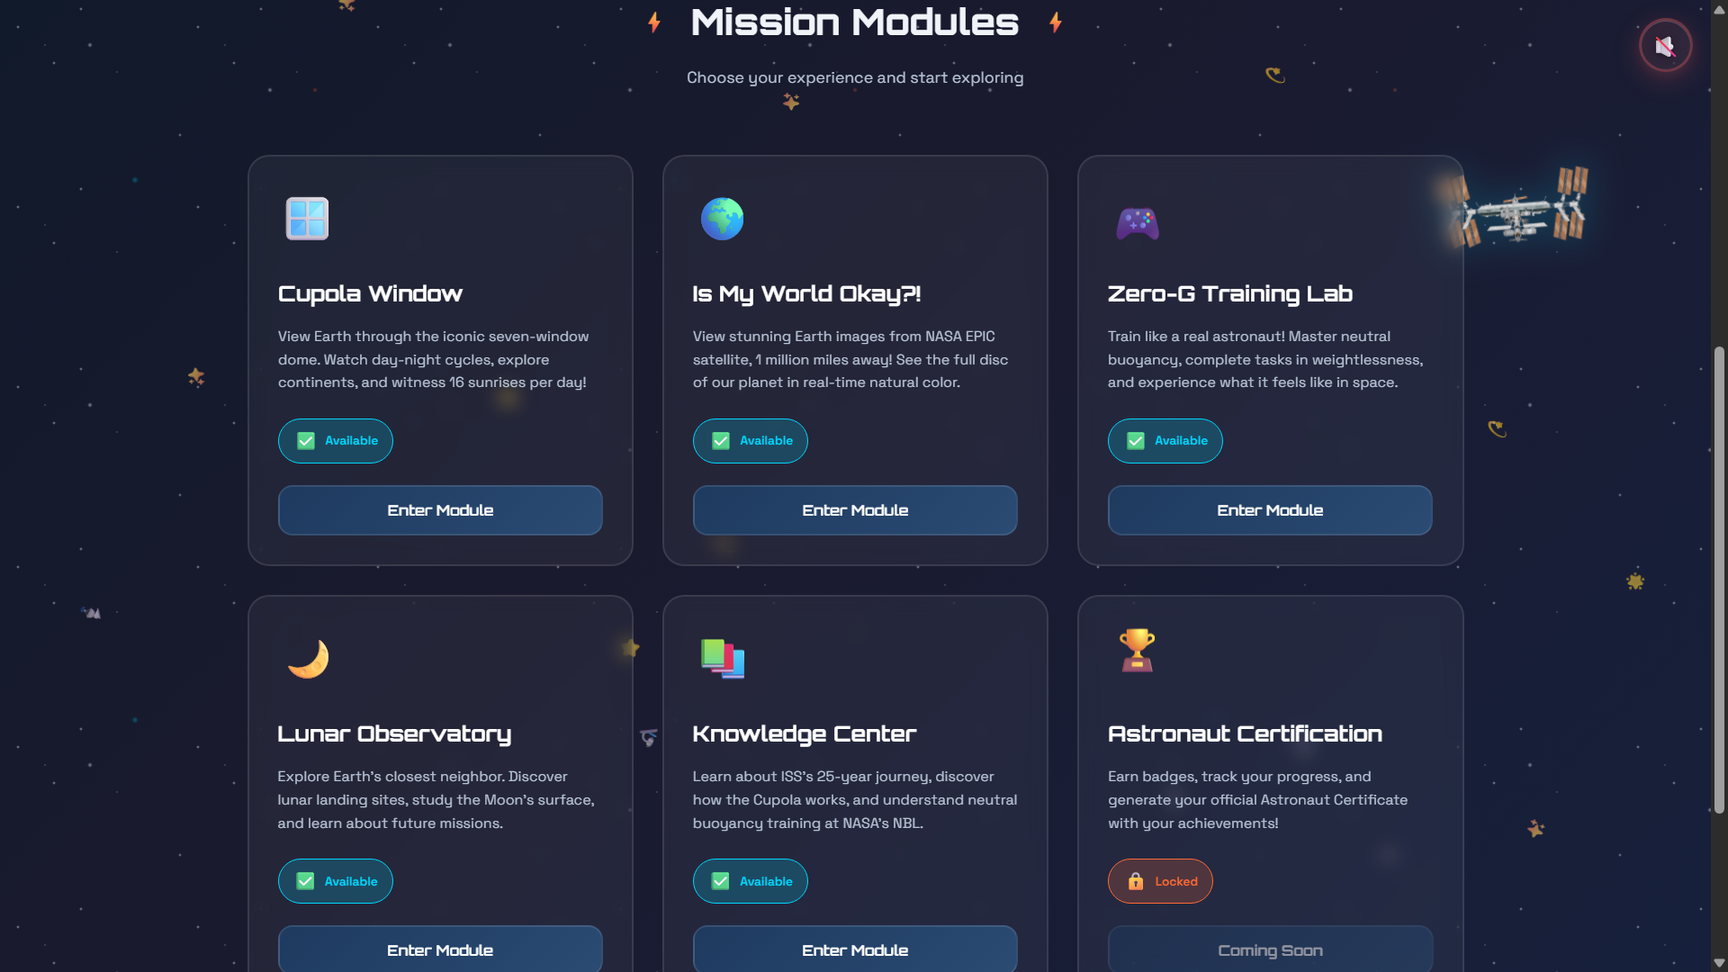 Mission Modules
Choose your experience and start exploring
Cupola Window
View Earth through the iconic seven-window
dome. Watch day-night cycles, explore
continents, and witness 16 sunrises per day!
Available
Enter Module
Is My World Okay?!
View stunning Earth images from NASA EPIC
satellite, 1 million miles away! See the full disc
of our planet in real-time natural color.
Available
Enter Module
Zero-G Training Lab
Train like a real astronaut! Master neutral
buoyancy, complete tasks in weightlessness,
and experience what it feels like in space.
Available
Enter Module
Lunar Observatory
Explore Earth's closest neighbor. Discover
lunar landing sites, study the Moon's surface,
and learn about future missions.
Available
Enter Module
Knowledge Center
Learn about ISS's 25-year journey, discover
how the Cupola works, and understand neutral
buoyancy training at NASA's NBL.
Available
Enter Module
Astronaut Certification
Earn badges, track your progress, and
generate your official Astronaut Certificate
with your achievements!
Locked
Coming Soon